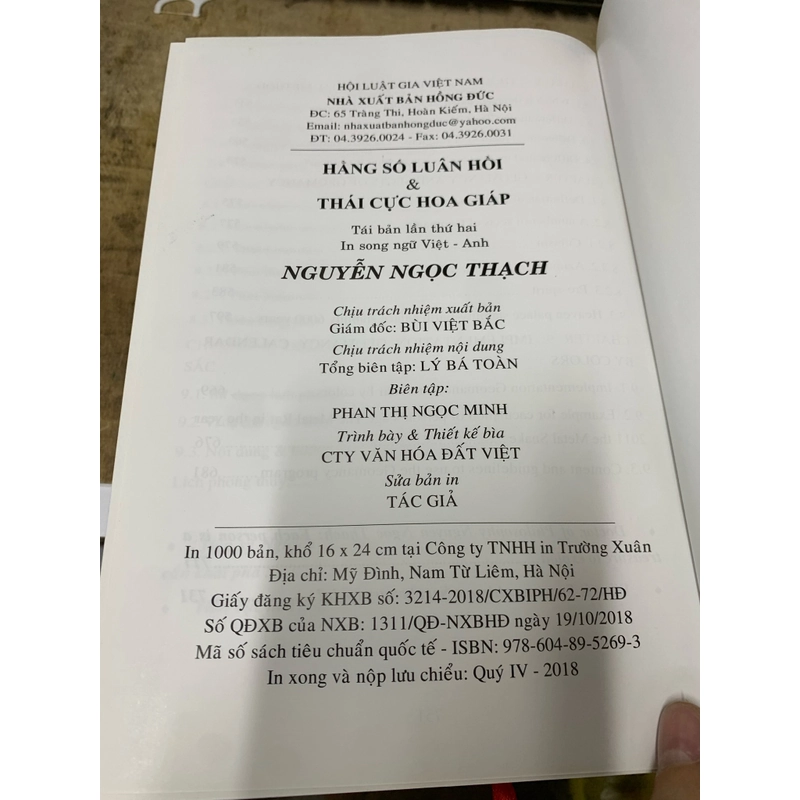 HỘI LUẬT GIA VIỆT NAM
NHÀ XUẤT BẢN HỒNG ĐỨC
ĐC: 65 Tràng Thi, Hoàn Kiếm, Hà Nội
Email: nhaxuatbanhongduc@yahoo.com
ĐT: 04.3926.0024 - Fax: 04.3926.0031
HẰNG SỐ LUÂN HỒI
&
THÁI CỰC HOA GIÁP
Tái bản lần thứ hai
In song ngữ Việt - Anh
NGUYỄN NGỌC THẠCH
Chịu trách nhiệm xuất bản
Giám đốc: BÙI VIỆT BẮC
Chịu trách nhiệm nội dung
Tổng biên tập: LÝ BÁ TOÀN
Biên tập:
PHAN THỊ NGỌC MINH
Trình bày & Thiết kế bìa
CTY VĂN HÓA ĐẤT VIỆT
Sửa bản in
TÁC GIẢ
In 1000 bản, khổ 16 x 24 cm tại Công ty TNHH in Trường Xuân
Địa chỉ: Mỹ Đình, Nam Từ Liêm, Hà Nội
Giấy đăng ký KHXB số: 3214-2018/CXBIPH/62-72/HĐ
Số QĐXB của NXB: 1311/QĐ-NXBHĐ ngày 19/10/2018
Mã số sách tiêu chuẩn quốc tế - ISBN: 978-604-89-5269-3
In xong và nộp lưu chiểu: Quý IV - 2018